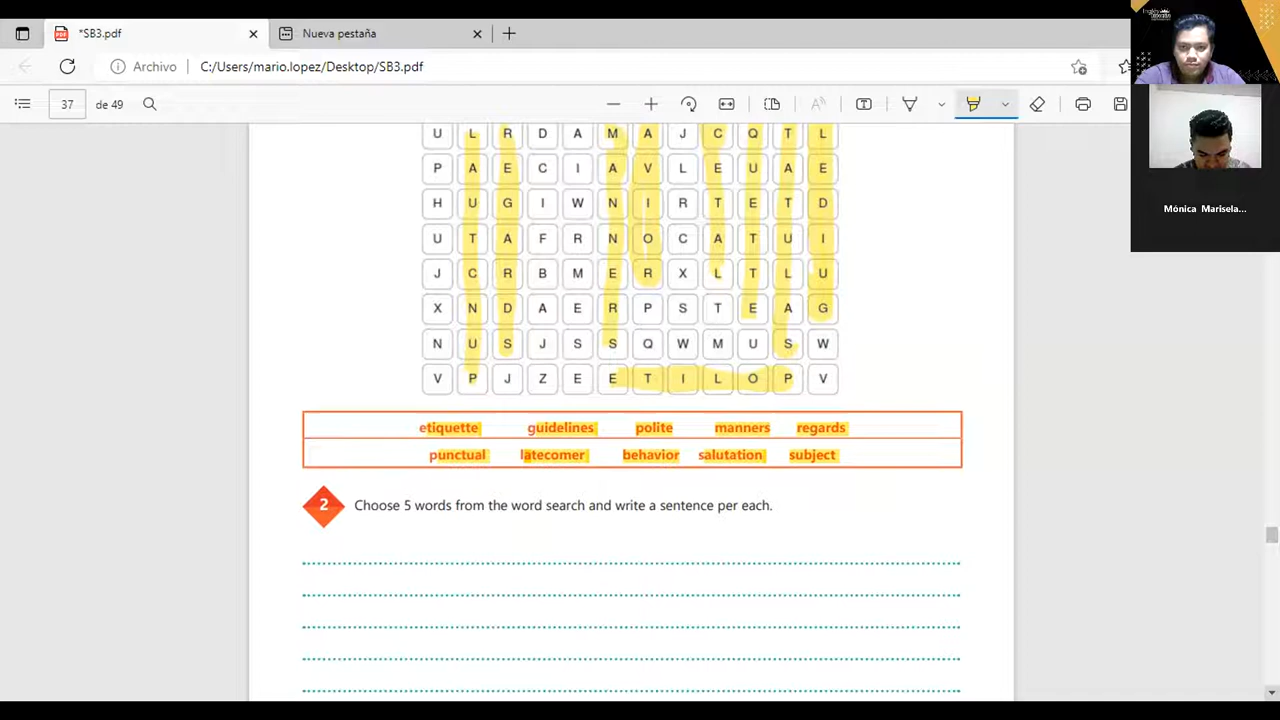 *SB3.pdf
Nueva pestaña
Archivo
C:/Users/mario.lopez/Desktop/SB3.pdf
37 de 49
U L R D A M A J C Q T L
P A E C I A V L E U A E
H U G I W N I R T E T D
U T A F R N O C A T U I
J C R B M E R X L T L U
X N D A E R P S T E A G
N U S J S S Q W M U S W
V P J Z E E T I L O P V
etiquette guidelines polite manners regards
punctual latecomer behavior salutation subject
2 Choose 5 words from the word search and write a sentence per each.
Mónica Marisela...